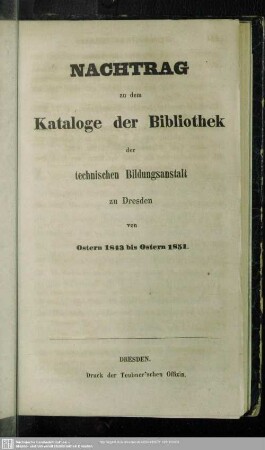 NACHTRAG
zu dem
Kataloge der Bibliothek
der
technischen Bildungsanstalt
zu Dresden
von
Ostern 1843 bis Ostern 1851.
DRESDEN.
Druck der Teubner'schen Offizin.